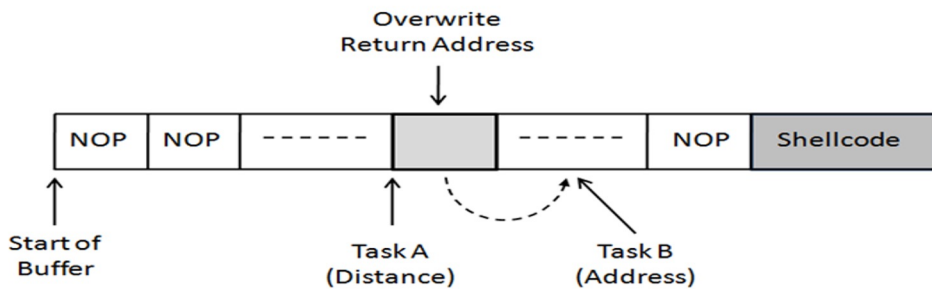 Overwrite
Return Address
NOP NOP ------ ------ NOP Shellcode
Start of
Buffer
Task A
(Distance)
Task B
(Address)